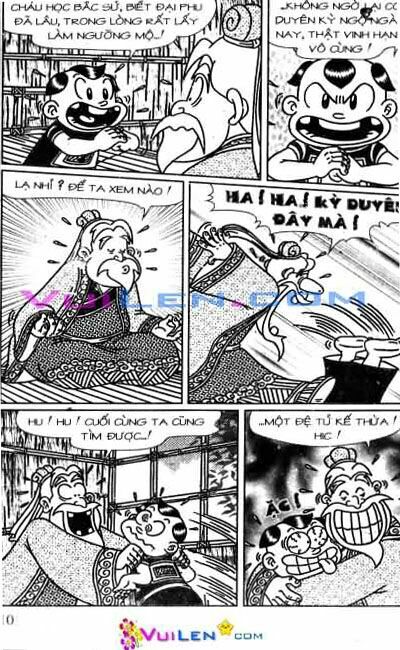 CHÁU HỌC BẮC SỬ, BIẾT ĐẠI PHU
ĐÃ LÂU, TRONG LÒNG RẤT LẤY
LÀM NGƯỠNG MỘ..!
..KHÔNG NGỜ LẠI CÓ
DUYÊN KỲ NGỘ NGÀ
NAY, THẬT VINH HẠN
VÔ CÙNG !
LẠ NHỈ ? ĐỂ TA XEM NÀO !
HA ! HA ! KỲ DUYÊN
ĐÂY MÀ !
VUILEN.COM
HU ! HU ! CUỐI CÙNG TA CŨNG
TÌM ĐƯỢC...!
...MỘT ĐỆ TỬ KẾ THỪA !
HIC !
ẶC !
10
VUILEN COM